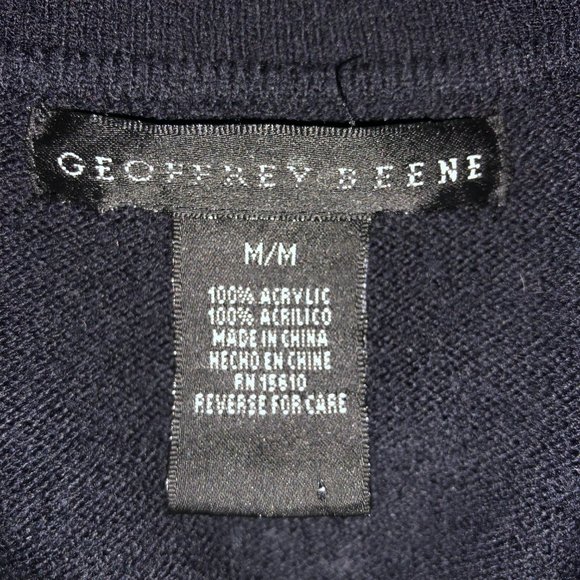 GEOFFREY BEENE
M/M
100% ACRYLIC
100% ACRILICO
MADE IN CHINA
HECHO EN CHINE
RN 15610
REVERSE FOR CARE